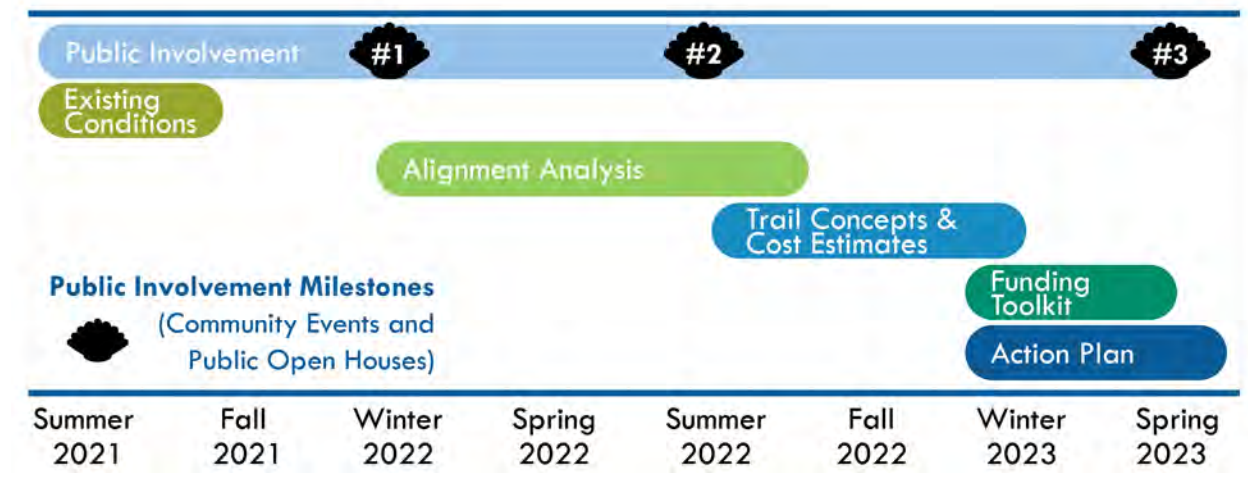 Public Involvement
#1
#2
#3
Existing
Conditions
Alignment Analysis
Trail Concepts &
Cost Estimates
Funding
Toolkit
Action Plan
Public Involvement Milestones
(Community Events and
Public Open Houses)
Summer
2021
Fall
2021
Winter
2022
Spring
2022
Summer
2022
Fall
2022
Winter
2023
Spring
2023